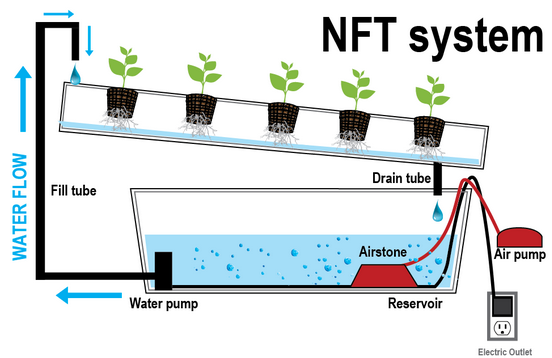 NFT system
WATER FLOW
Fill tube
Drain tube
Airstone
Air pump
Water pump
Reservoir
Electric Outlet